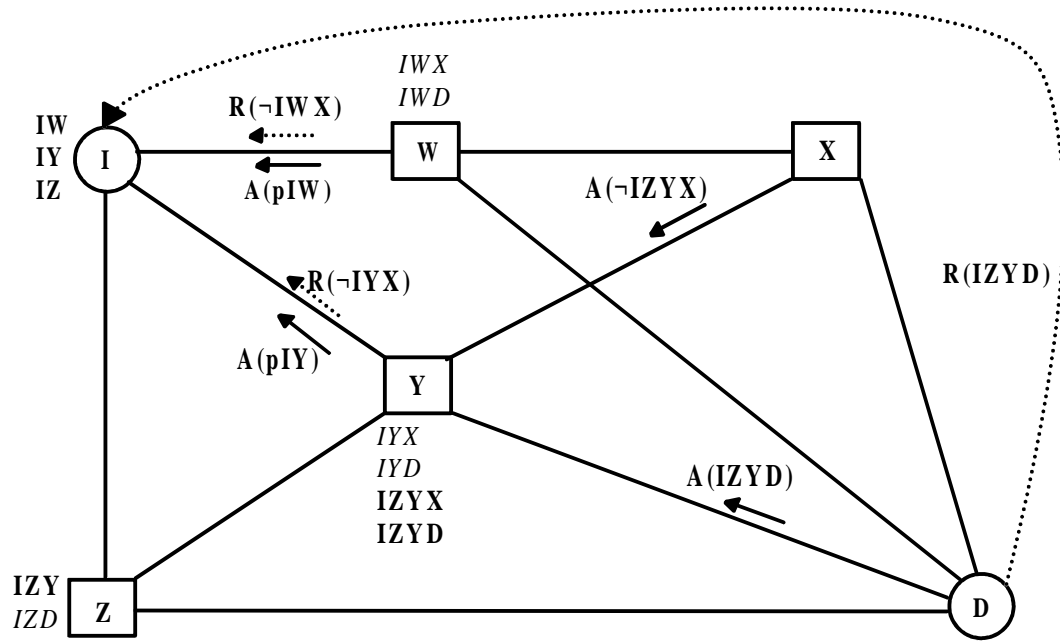 IWX
IWD
R(¬IWX)
IW
IY
IZ
I
W
X
A(pIW)
A(¬IZYX)
R(¬IYX)
R(IZYD)
A(pIY)
Y
IYX
IYD
IZYX
IZYD
A(IZYD)
IZY
IZD
Z
D